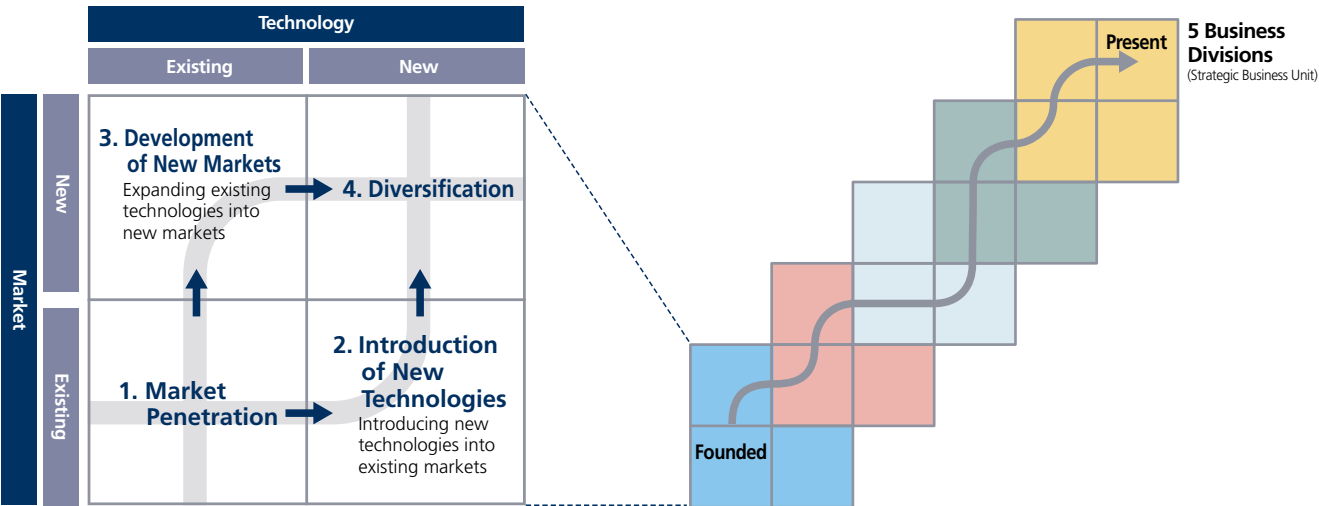 Technology
Existing
New
Market
New
Existing
3. Development
of New Markets
Expanding existing
technologies into
new markets
4. Diversification
1. Market
Penetration
2. Introduction
of New
Technologies
Introducing new
technologies into
existing markets
Founded
Present
5 Business
Divisions
(Strategic Business Unit)